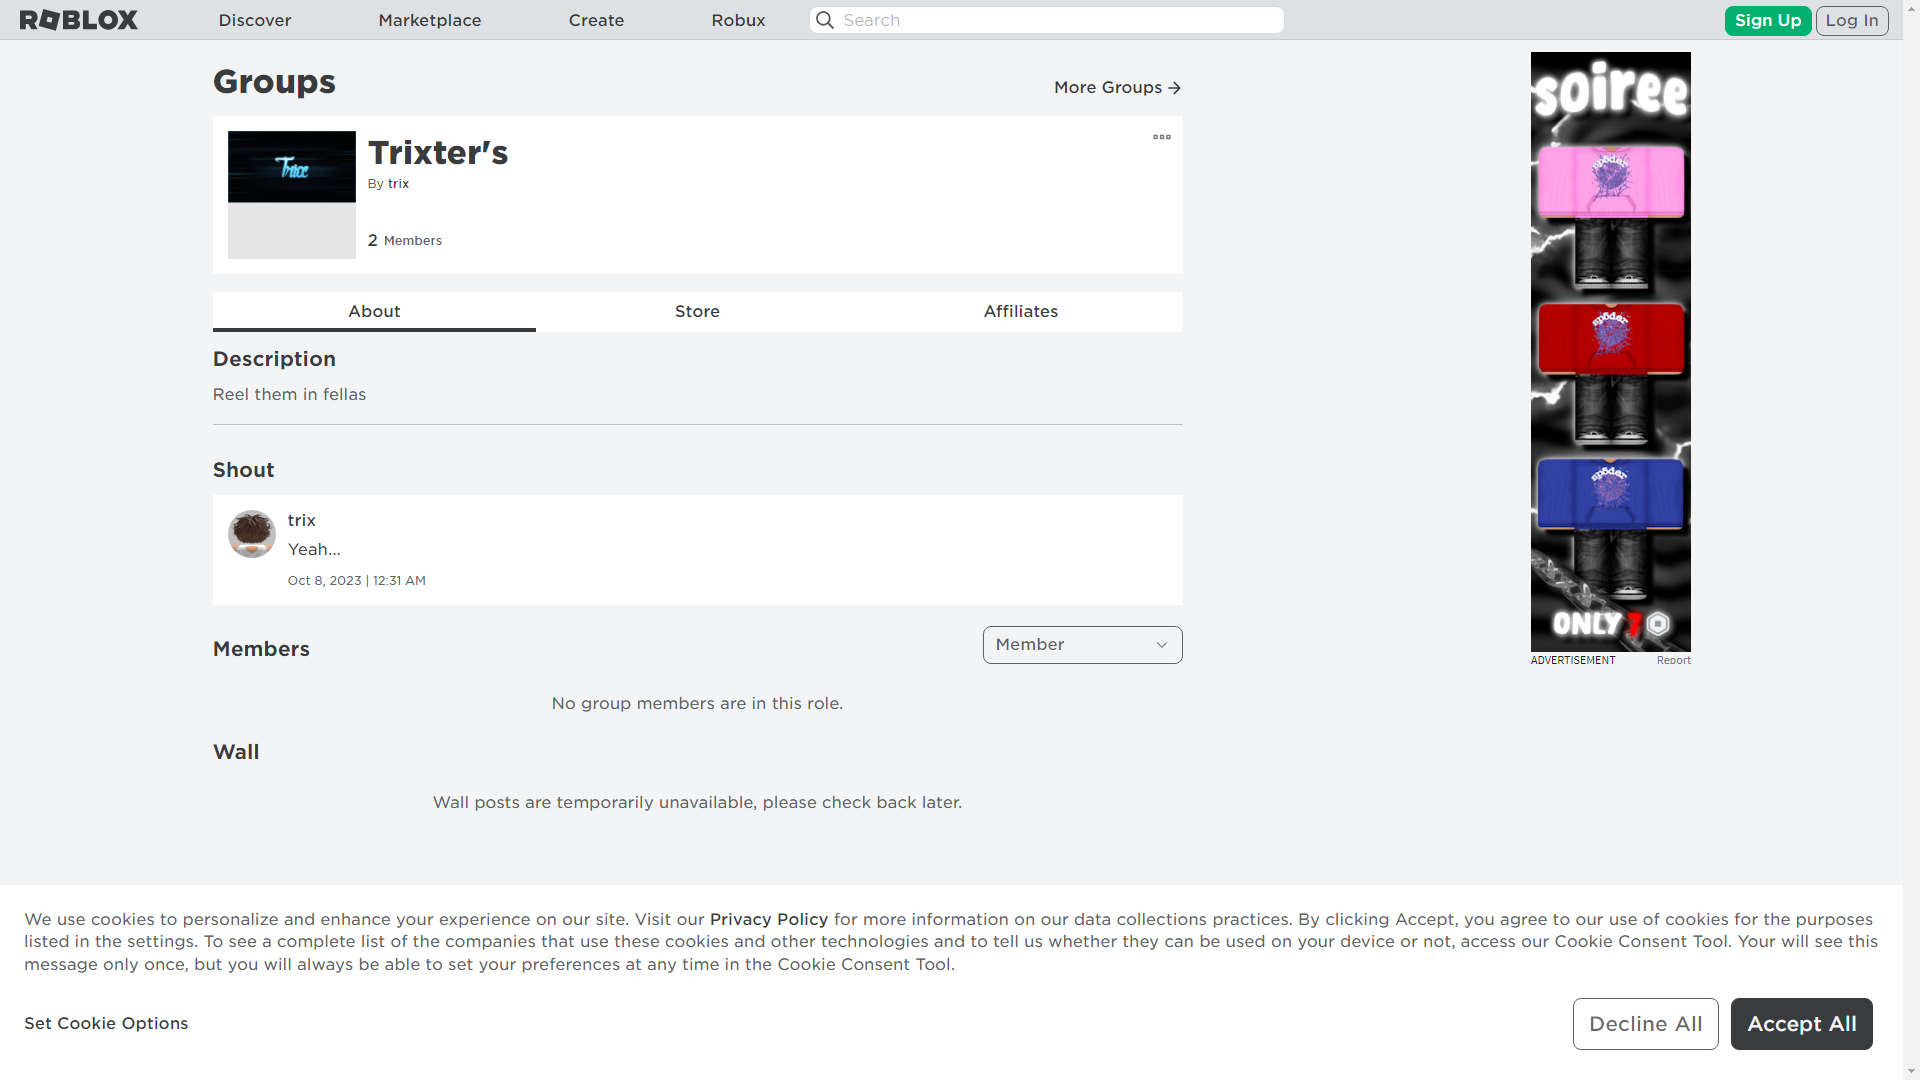 ROBLOX
Discover
Marketplace
Create
Robux
Search
Sign Up
Log In
Groups
More Groups
Trice
Trixter's
By trix
2 Members
About
Store
Affiliates
Description
Reel them in fellas
Shout
trix
Yeah...
Oct 8, 2023 | 12:31 AM
Members
Member
No group members are in this role.
Wall
Wall posts are temporarily unavailable, please check back later.
soiree
spöder
spöder
spöder
ONLY 7
ADVERTISEMENT
Report
We use cookies to personalize and enhance your experience on our site. Visit our Privacy Policy for more information on our data collections practices. By clicking Accept, you agree to our use of cookies for the purposes
listed in the settings. To see a complete list of the companies that use these cookies and other technologies and to tell us whether they can be used on your device or not, access our Cookie Consent Tool. Your will see this
message only once, but you will always be able to set your preferences at any time in the Cookie Consent Tool.
Set Cookie Options
Decline All
Accept All